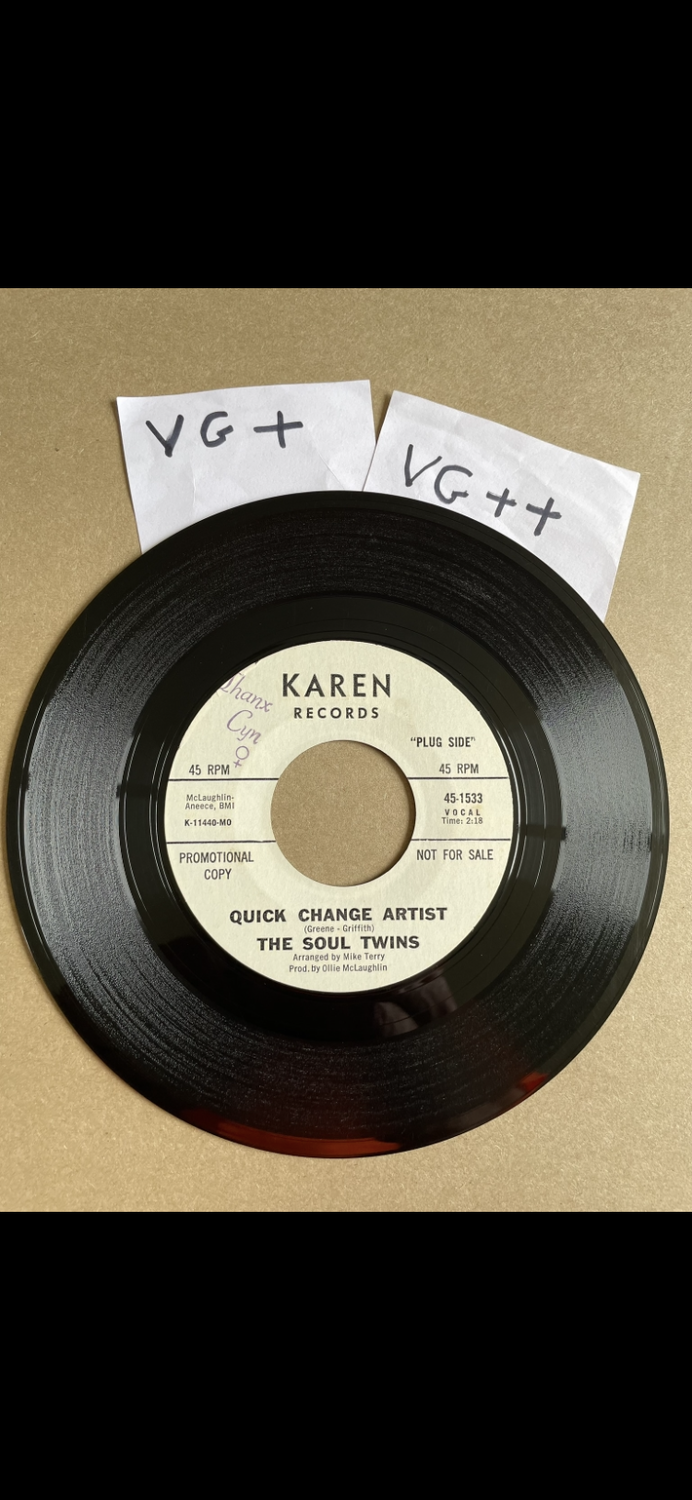 VG+
VG++
KAREN
RECORDS
Thanx
Cyn
"PLUG SIDE"
45 RPM
45 RPM
McLaughlin-
Aneece, BMI
K-11440-MO
45-1533
VOCAL
Time: 2:18
PROMOTIONAL
COPY
NOT FOR SALE
QUICK CHANGE ARTIST
(Greene - Griffith)
THE SOUL TWINS
Arranged by Mike Terry
Prod. by Ollie McLaughlin